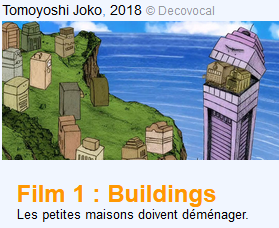 Tomoyoshi Joko, 2018 © Decovocal
Film 1 : Buildings
Les petites maisons doivent déménager.